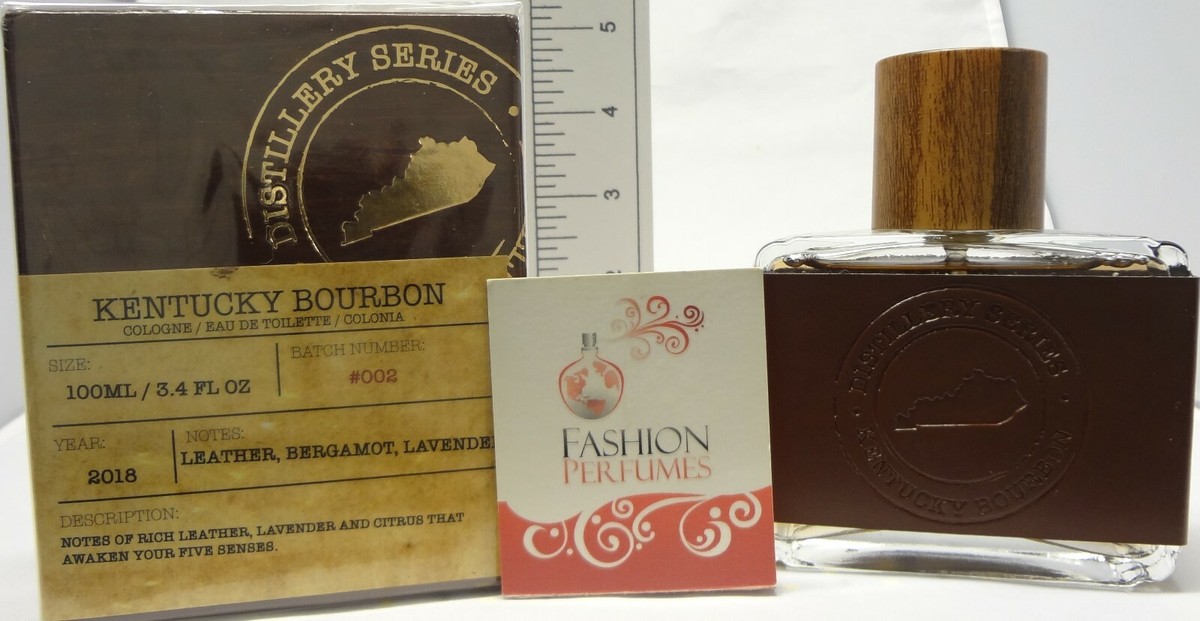 DISTILLERY SERIES
KENTUCKY BOURBON
COLOGNE / EAU DE TOILETTE / COLONIA
SIZE:
100ML / 3.4 FL OZ
BATCH NUMBER:
#002
YEAR:
2018
NOTES:
LEATHER, BERGAMOT, LAVENDE
DESCRIPTION:
NOTES OF RICH LEATHER, LAVENDER AND CITRUS THAT
AWAKEN YOUR FIVE SENSES.
5
4
3
2
FASHION
PERFUMES
DISTILLERY SERIES
KENTUCKY BOURBON